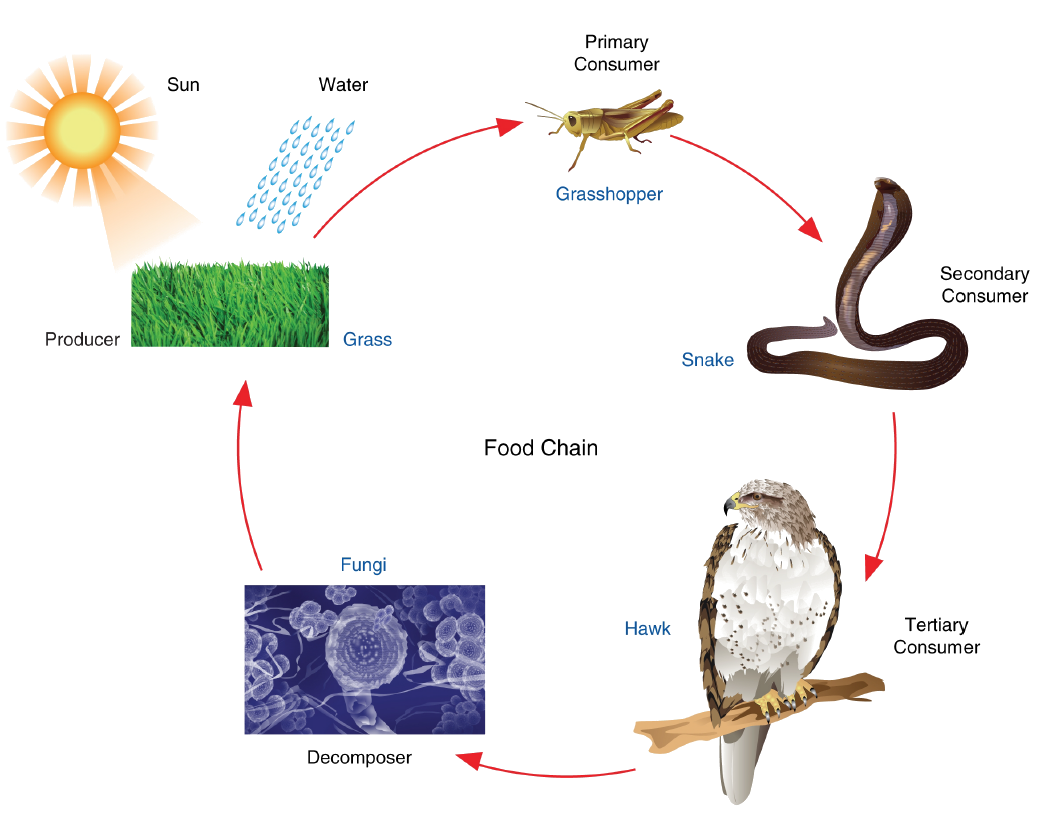 Sun
Water
Primary
Consumer
Grasshopper
Secondary
Consumer
Snake
Producer
Grass
Food Chain
Fungi
Hawk
Tertiary
Consumer
Decomposer